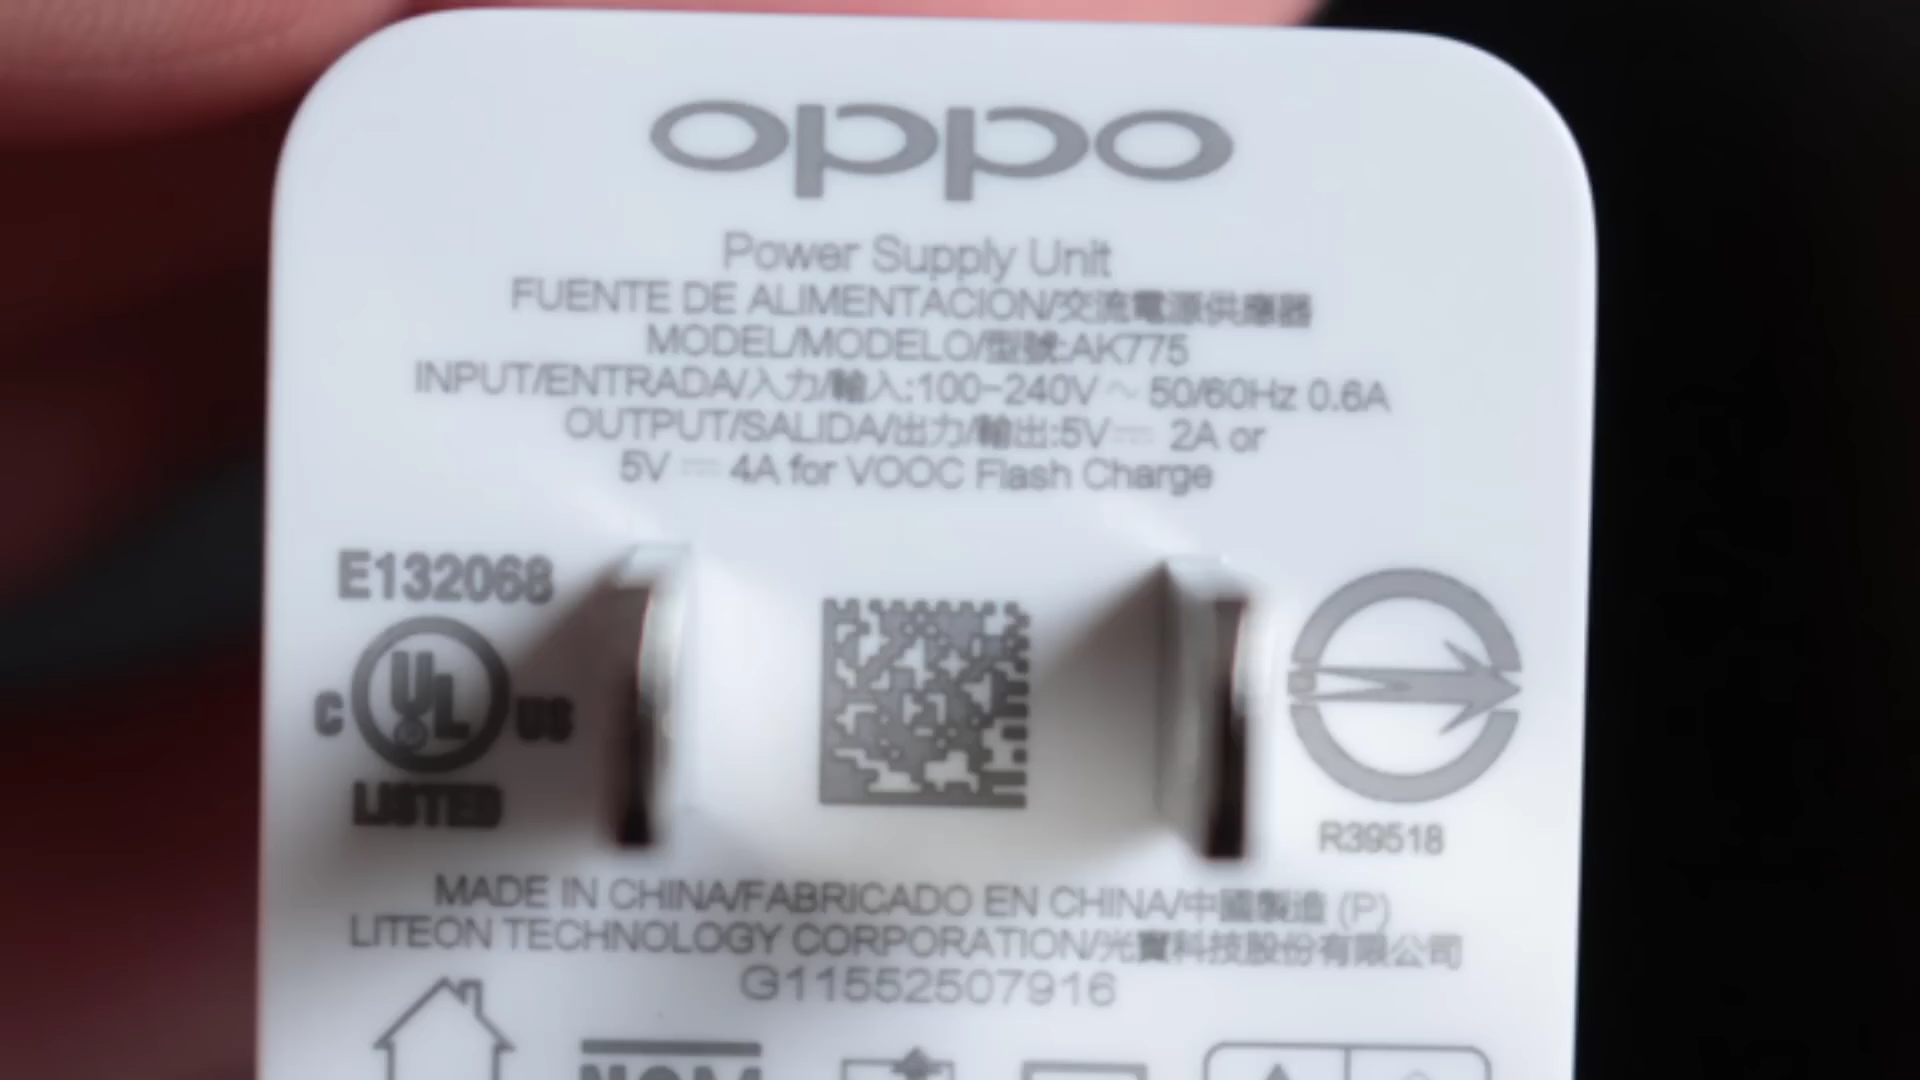 oppo
Power Supply Unit
FUENTE DE ALIMENTACION/交流電源供應器
MODEL/MODELO/型號:AK775
INPUT/ENTRADA/入力/輸入:100-240V ~ 50/60Hz 0.6A
OUTPUT/SALIDA/出力/輸出:5V⎓ 2A or
5V ⎓ 4A for VOOC Flash Charge
E132068
C UL US
LISTED
R39518
MADE IN CHINA/FABRICADO EN CHINA/中國製造 (P)
LITEON TECHNOLOGY CORPORATION/光寶科技股份有限公司
G11552507916
NOM